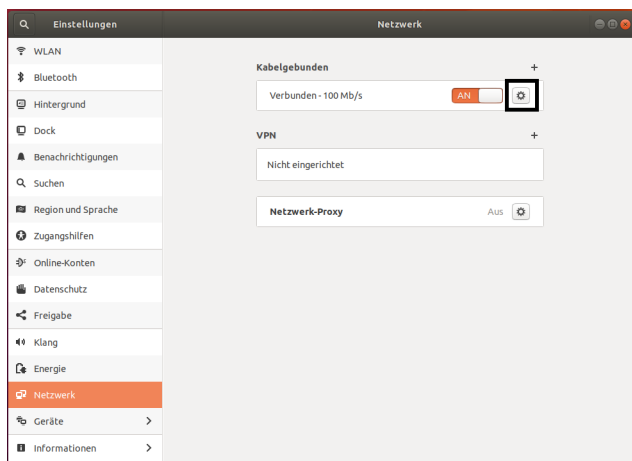 Einstellungen
Netzwerk
WLAN
Bluetooth
Hintergrund
Dock
Benachrichtigungen
Suchen
Region und Sprache
Zugangshilfen
Online-Konten
Datenschutz
Freigabe
Klang
Energie
Netzwerk
Geräte
Informationen
Kabelgebunden
Verbunden - 100 Mb/s AN
VPN
Nicht eingerichtet
Netzwerk-Proxy Aus